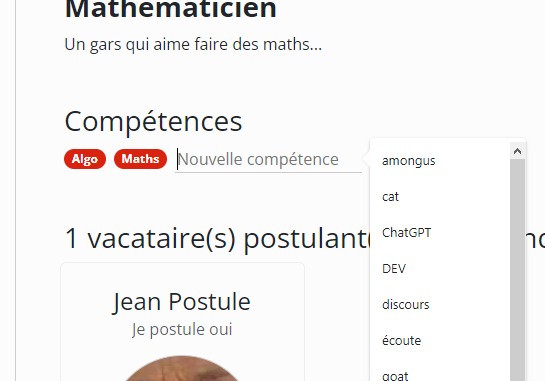 Mathématicien
Un gars qui aime faire des maths...
Compétences
Algo Maths Nouvelle compétence
amongus
cat
ChatGPT
DEV
discours
écoute
goat
1 vacataire(s) postulant
Jean Postule
Je postule oui